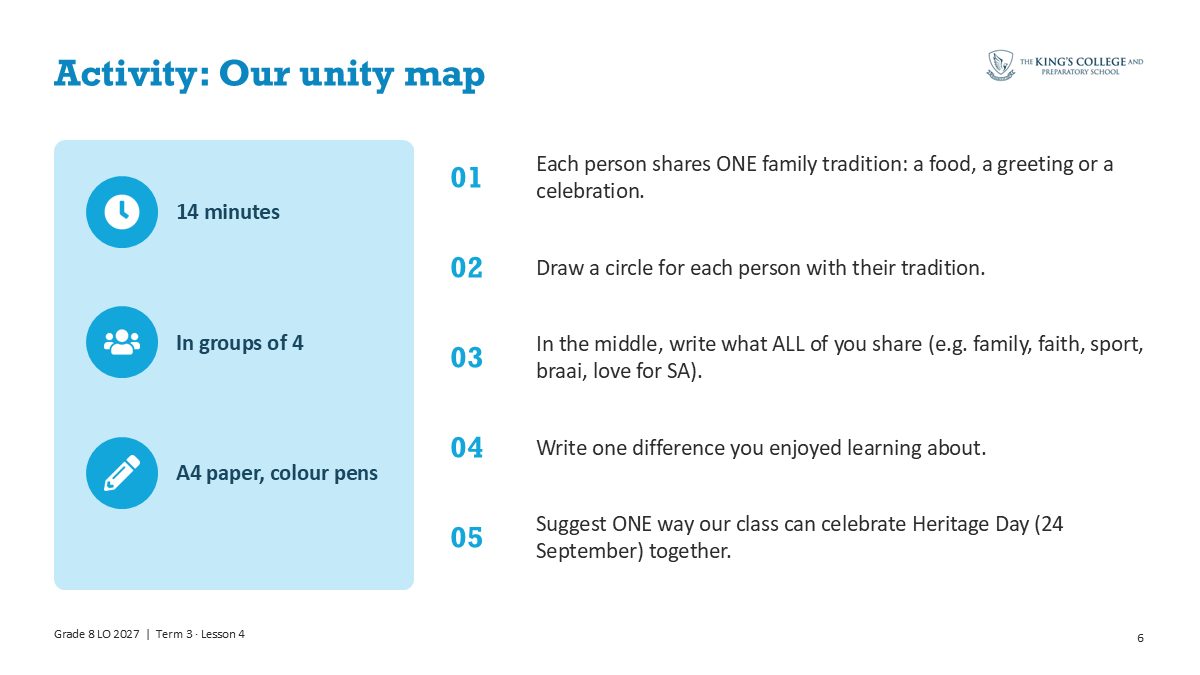 Activity: Our unity map
THE KING'S COLLEGE AND
PREPARATORY SCHOOL
14 minutes
In groups of 4
A4 paper, colour pens
01
Each person shares ONE family tradition: a food, a greeting or a
celebration.
02
Draw a circle for each person with their tradition.
03
In the middle, write what ALL of you share (e.g. family, faith, sport,
braai, love for SA).
04
Write one difference you enjoyed learning about.
05
Suggest ONE way our class can celebrate Heritage Day (24
September) together.
Grade 8 LO 2027 | Term 3 · Lesson 4
6